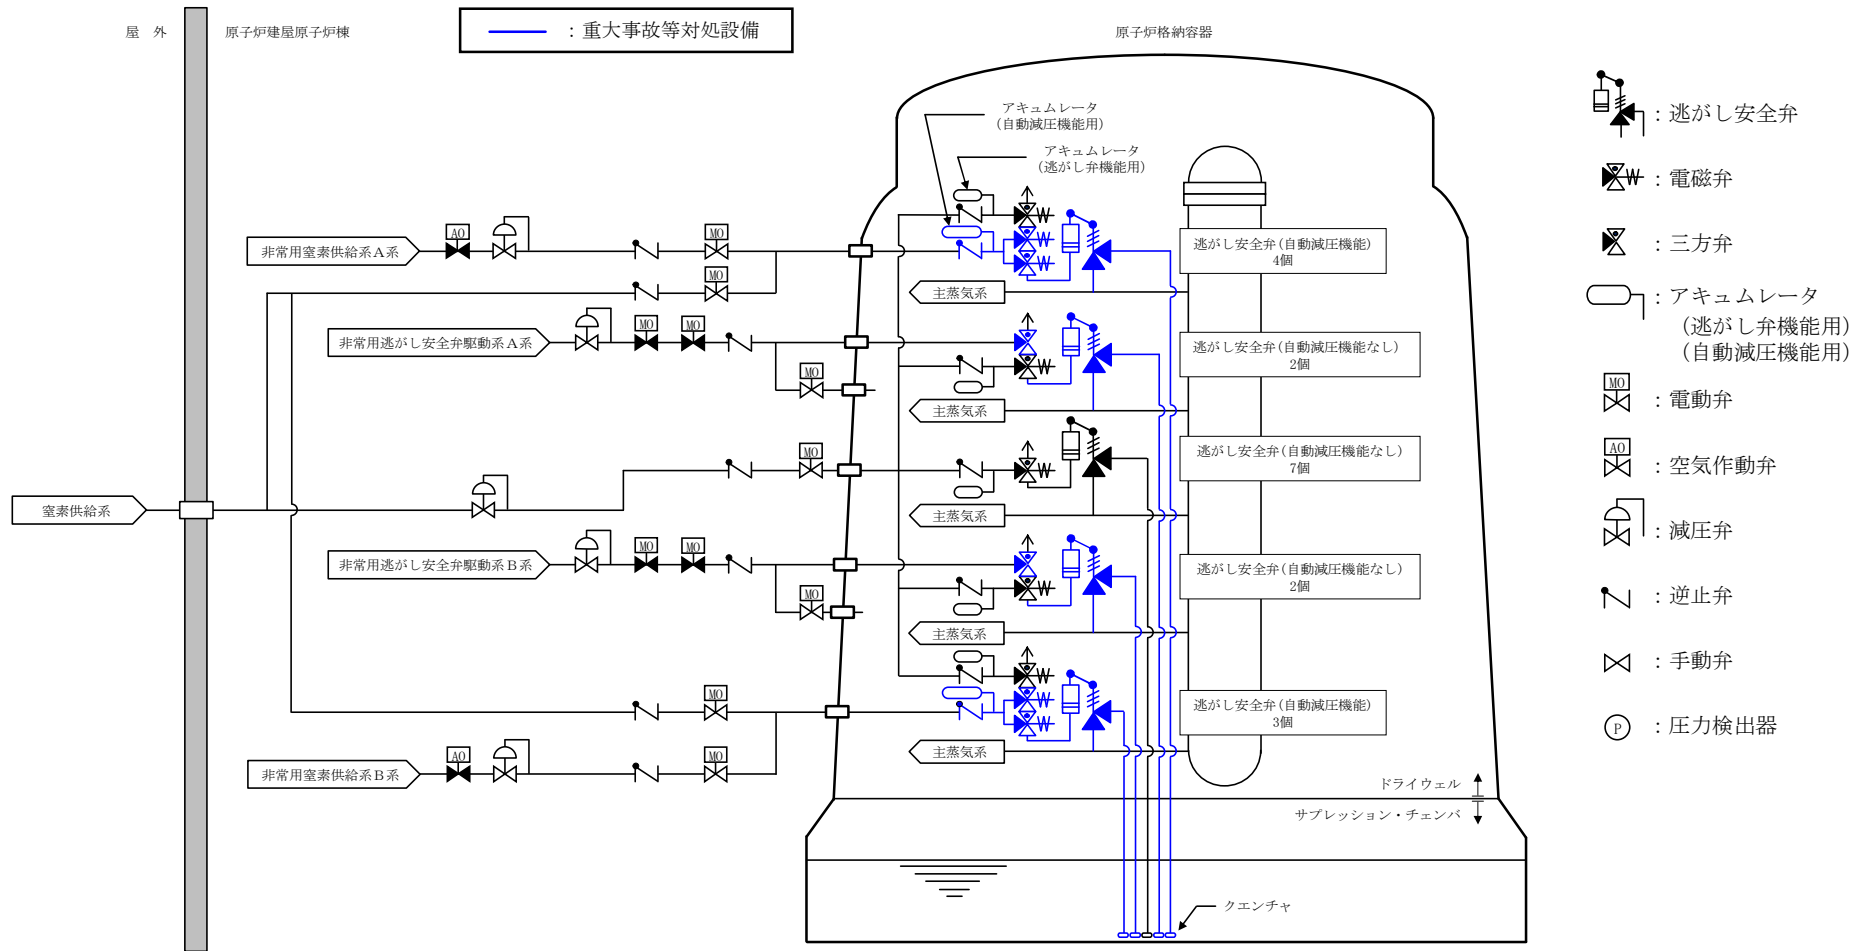 屋 外
原子炉建屋原子炉棟
：重大事故等対処設備
原子炉格納容器
アキュムレータ
(自動減圧機能用)
アキュムレータ
(逃がし弁機能用)
非常用窒素供給系A系
AO
MO
MO
逃がし安全弁(自動減圧機能)
4個
主蒸気系
非常用逃がし安全弁駆動系A系
MO
MO
MO
逃がし安全弁(自動減圧機能なし)
2個
主蒸気系
MO
逃がし安全弁(自動減圧機能なし)
7個
窒素供給系
主蒸気系
非常用逃がし安全弁駆動系B系
MO
MO
MO
逃がし安全弁(自動減圧機能なし)
2個
主蒸気系
MO
逃がし安全弁(自動減圧機能)
3個
主蒸気系
非常用窒素供給系B系
AO
MO
ドライウェル
サプレッション・チェンバ
クエンチャ
：逃がし安全弁
：電磁弁
：三方弁
：アキュムレータ
(逃がし弁機能用)
(自動減圧機能用)
MO
：電動弁
AO
：空気作動弁
：減圧弁
：逆止弁
：手動弁
P
：圧力検出器